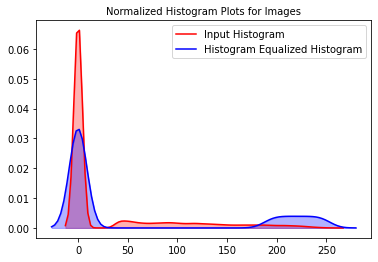 Normalized Histogram Plots for Images
Input Histogram
Histogram Equalized Histogram
0.06
0.05
0.04
0.03
0.02
0.01
0.00
0 50 100 150 200 250